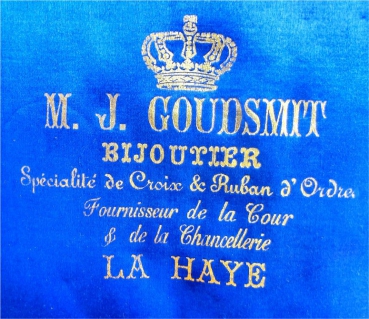 M. J. GOUDSMIT
BIJOUTIER
Spécialité de Croix & Ruban d'Ordre
Fournisseur de la Cour
& de la Chancellerie
LA HAYE